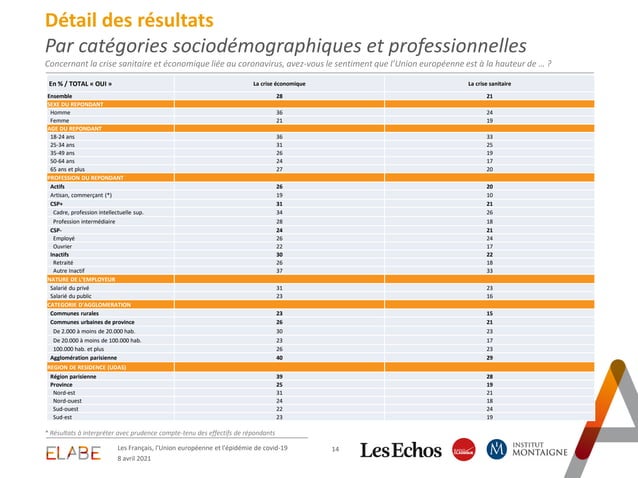 Détail des résultats
Par catégories sociodémographiques et professionnelles
Concernant la crise sanitaire et économique liée au coronavirus, avez-vous le sentiment que l'Union européenne est à la hauteur de … ?
En % / TOTAL « OUI » La crise économique La crise sanitaire
Ensemble 28 21
SEXE DU REPONDANT
Homme 36 24
Femme 21 19
AGE DU REPONDANT
18-24 ans 36 33
25-34 ans 31 25
35-49 ans 26 19
50-64 ans 24 17
65 ans et plus 27 20
PROFESSION DU REPONDANT
Actifs 26 20
Artisan, commerçant (*) 19 10
CSP+ 31 21
Cadre, profession intellectuelle sup. 34 26
Profession intermédiaire 28 18
CSP- 24 21
Employé 26 24
Ouvrier 22 17
Inactifs 30 22
Retraité 26 18
Autre Inactif 37 33
NATURE DE L'EMPLOYEUR
Salarié du privé 31 23
Salarié du public 23 16
CATEGORIE D'AGGLOMERATION
Communes rurales 23 15
Communes urbaines de province 26 21
De 2.000 à moins de 20.000 hab. 30 23
De 20.000 à moins de 100.000 hab. 23 17
100.000 hab. et plus 26 23
Agglomération parisienne 40 29
REGION DE RESIDENCE (UDA5)
Région parisienne 39 28
Province 25 19
Nord-est 31 21
Nord-ouest 24 18
Sud-ouest 22 24
Sud-est 23 19
* Résultats à interpréter avec prudence compte-tenu des effectifs de répondants
ELABE
Les Français, l'Union européenne et l'épidémie de covid-19
8 avril 2021
14
Les Echos
RADIO
CLASSIQUE
INSTITUT
MONTAIGNE